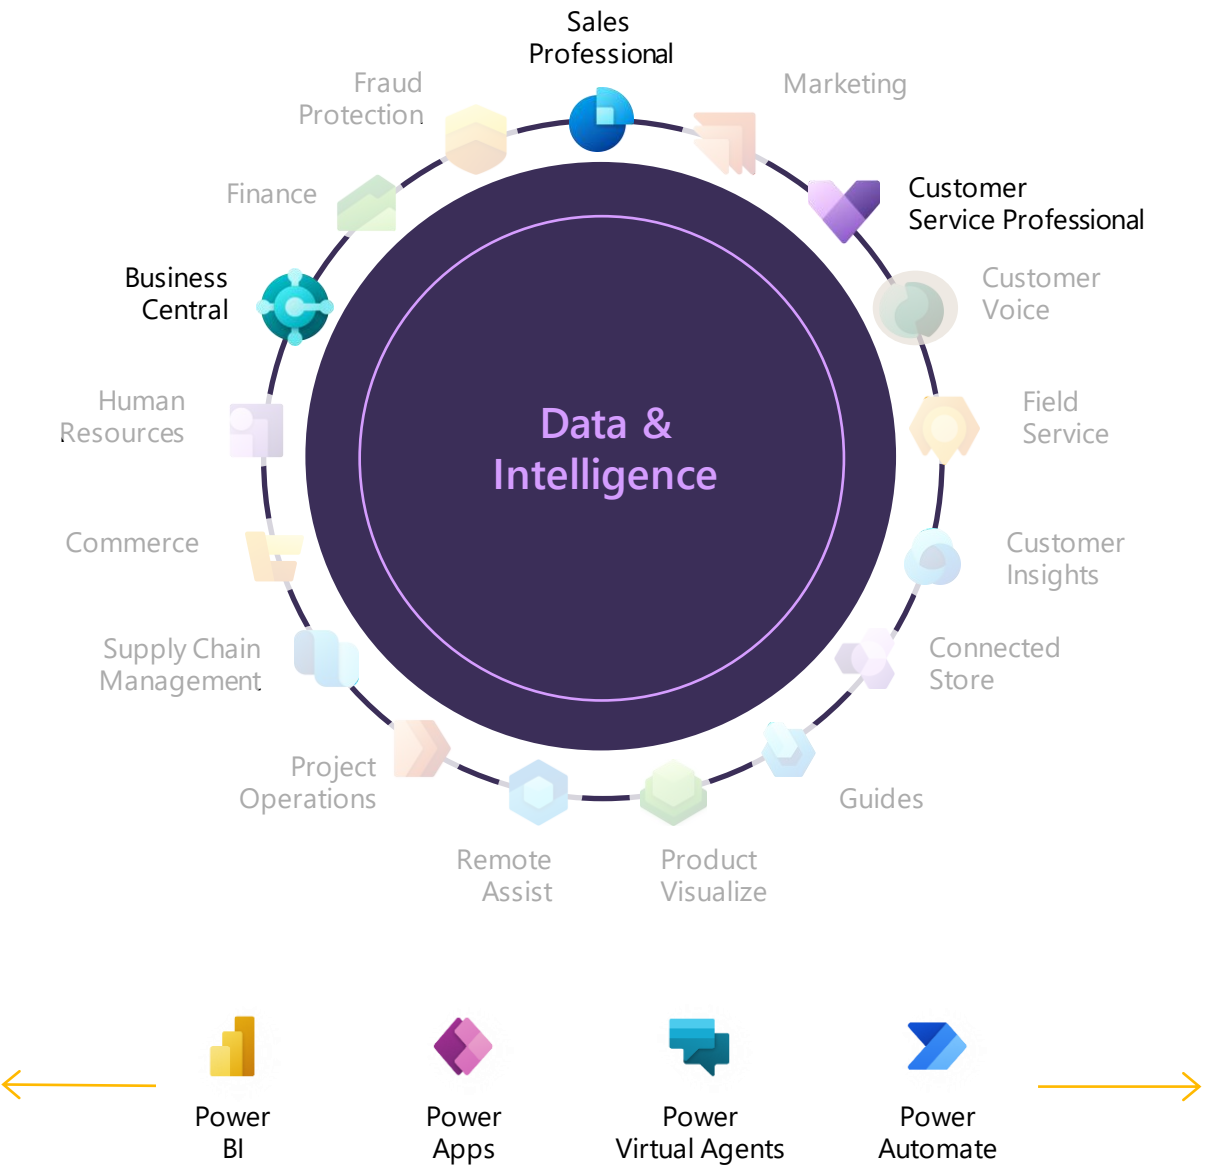 Sales
Professional
Fraud
Protection
Marketing
Finance
Customer
Service Professional
Business
Central
Customer
Voice
Human
Resources
Field
Service
Data &
Intelligence
Commerce
Customer
Insights
Supply Chain
Management
Connected
Store
Project
Operations
Guides
Remote
Assist
Product
Visualize
Power
BI
Power
Apps
Power
Virtual Agents
Power
Automate